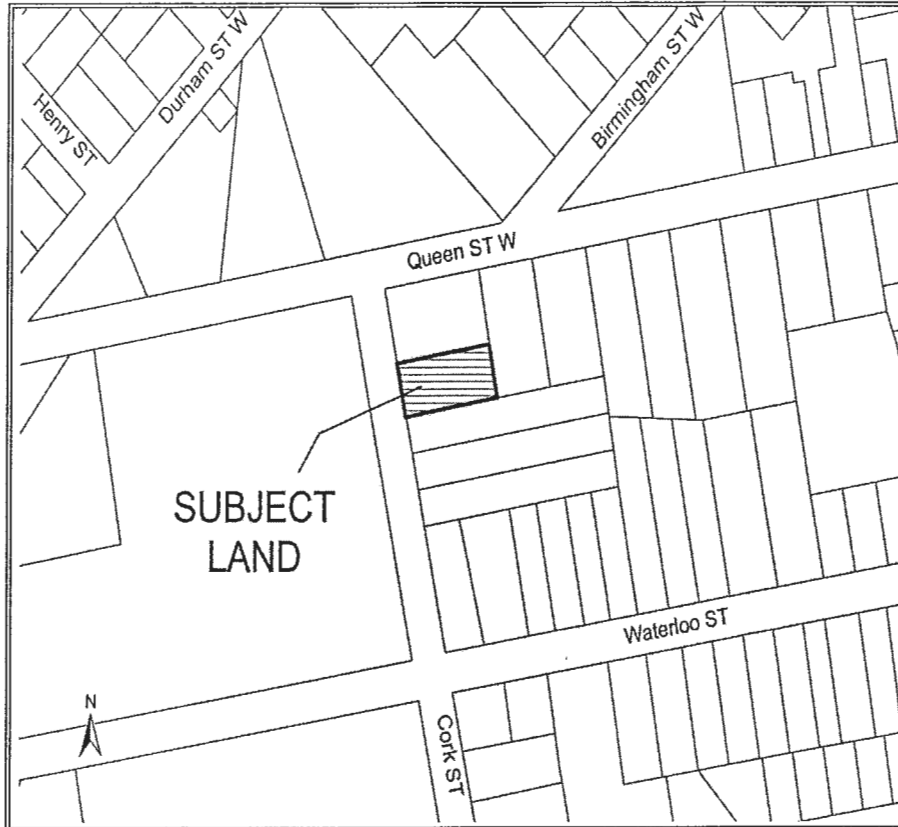 Henry ST
Durham ST W
Birmingham ST W
Queen ST W
SUBJECT
LAND
Waterloo ST
N
Cork ST